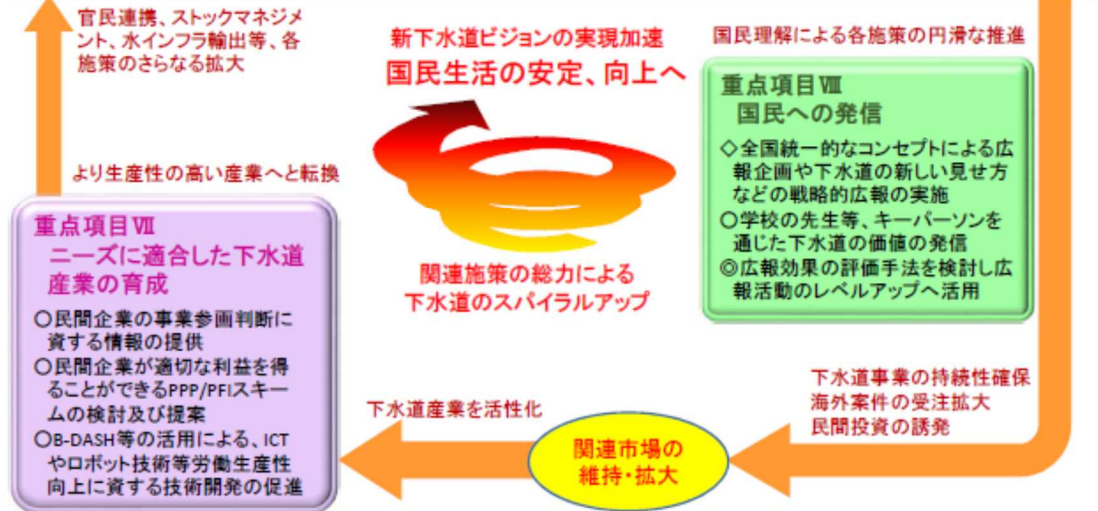 官民連携、ストックマネジメ
ント、水インフラ輸出等、各
施策のさらなる拡大
より生産性の高い産業へと転換
重点項目Ⅶ
ニーズに適合した下水道
産業の育成
○民間企業の事業参画判断に
資する情報の提供
○民間企業が適切な利益を得
ることができるPPP/PFIスキー
ムの検討及び提案
○B-DASH等の活用による、ICT
やロボット技術等労働生産性
向上に資する技術開発の促進
新下水道ビジョンの実現加速
国民生活の安定、向上へ
関連施策の総力による
下水道のスパイラルアップ
国民理解による各施策の円滑な推進
重点項目Ⅷ
国民への発信
◇全国統一的なコンセプトによる広
報企画や下水道の新しい見せ方
などの戦略的広報の実施
○学校の先生等、キーパーソンを
通じた下水道の価値の発信
◎広報効果の評価手法を検討し広
報活動のレベルアップへ活用
下水道事業の持続性確保
海外案件の受注拡大
民間投資の誘発
関連市場の
維持・拡大
下水道産業を活性化